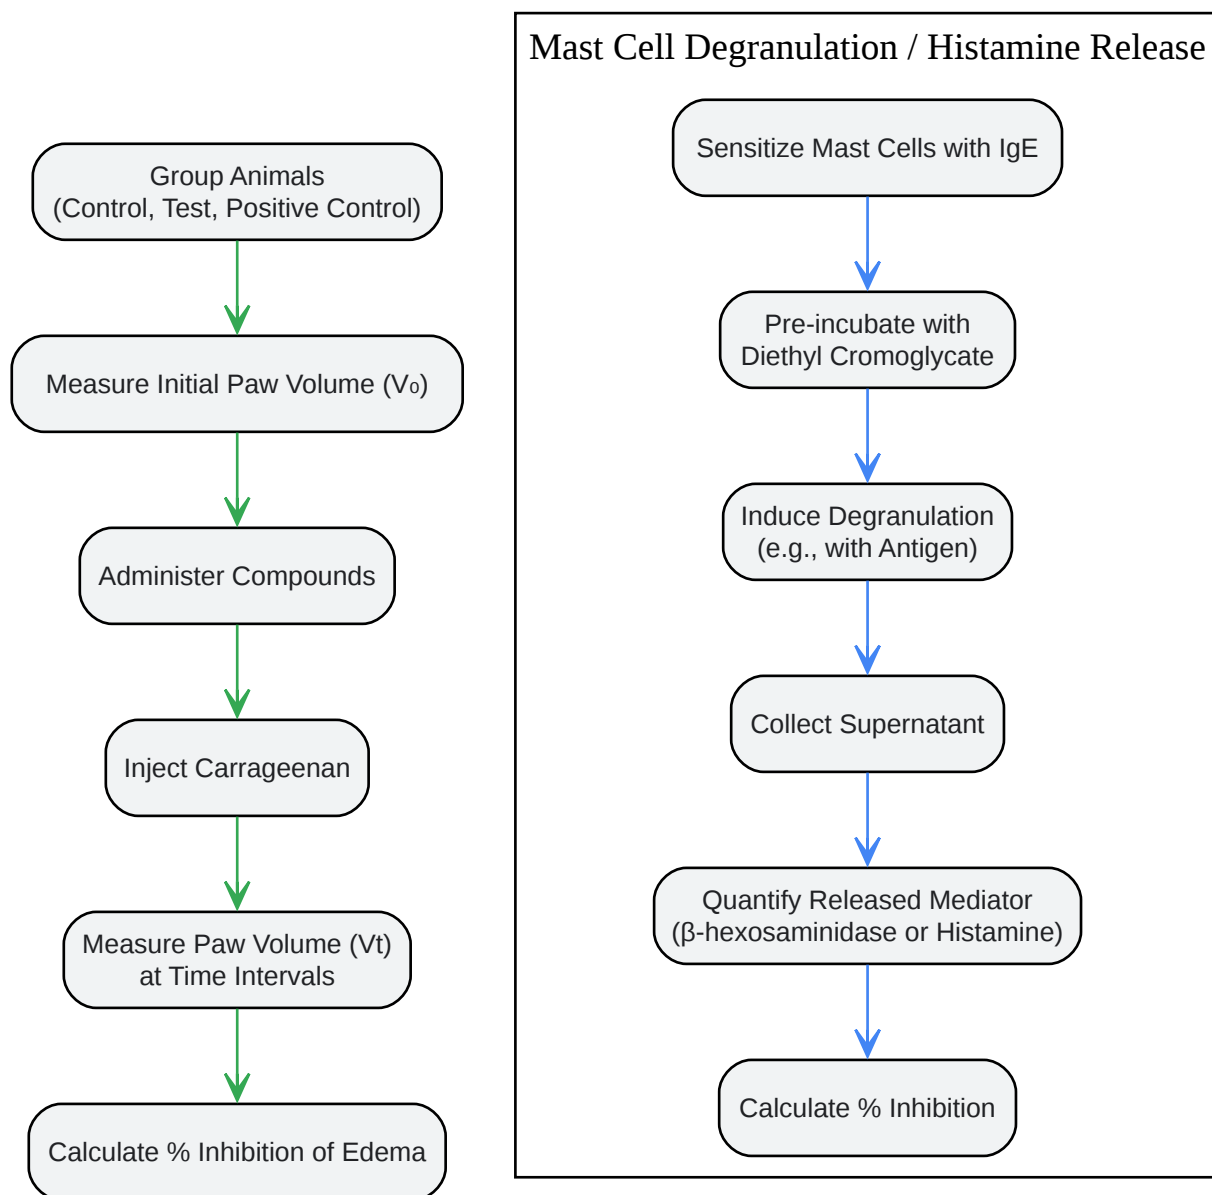 Group Animals
(Control, Test, Positive Control)
Measure Initial Paw Volume (V₀)
Administer Compounds
Inject Carrageenan
Measure Paw Volume (Vt)
at Time Intervals
Calculate % Inhibition of Edema
Mast Cell Degranulation / Histamine Release
Sensitize Mast Cells with IgE
Pre-incubate with
Diethyl Cromoglycate
Induce Degranulation
(e.g., with Antigen)
Collect Supernatant
Quantify Released Mediator
(β-hexosaminidase or Histamine)
Calculate % Inhibition